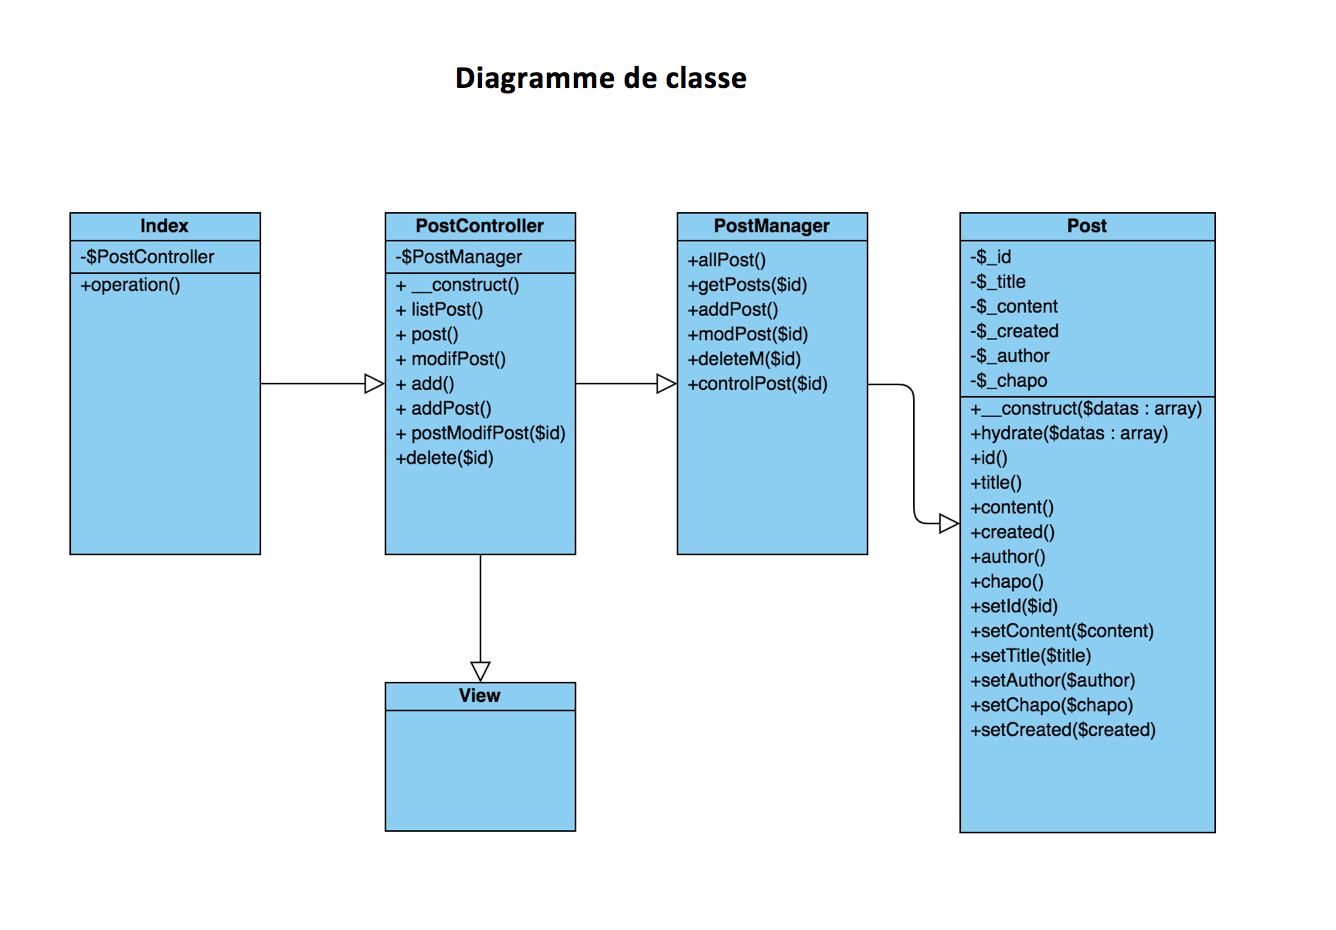 Diagramme de classe
Index
-$PostController
+operation()
PostController
-$PostManager
+ __construct()
+ listPost()
+ post()
+ modifPost()
+ add()
+ addPost()
+ postModifPost($id)
+delete($id)
PostManager
+allPost()
+getPosts($id)
+addPost()
+modPost($id)
+deleteM($id)
+controlPost($id)
Post
-$_id
-$_title
-$_content
-$_created
-$_author
-$_chapo
+__construct($datas : array)
+hydrate($datas : array)
+id()
+title()
+content()
+created()
+author()
+chapo()
+setId($id)
+setContent($content)
+setTitle($title)
+setAuthor($author)
+setChapo($chapo)
+setCreated($created)
View